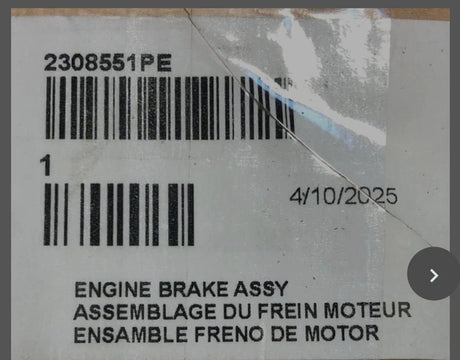 2308551PE
1
4/10/2025
ENGINE BRAKE ASSY
ASSEMBLAGE DU FREIN MOTEUR
ENSAMBLE FRENO DE MOTOR